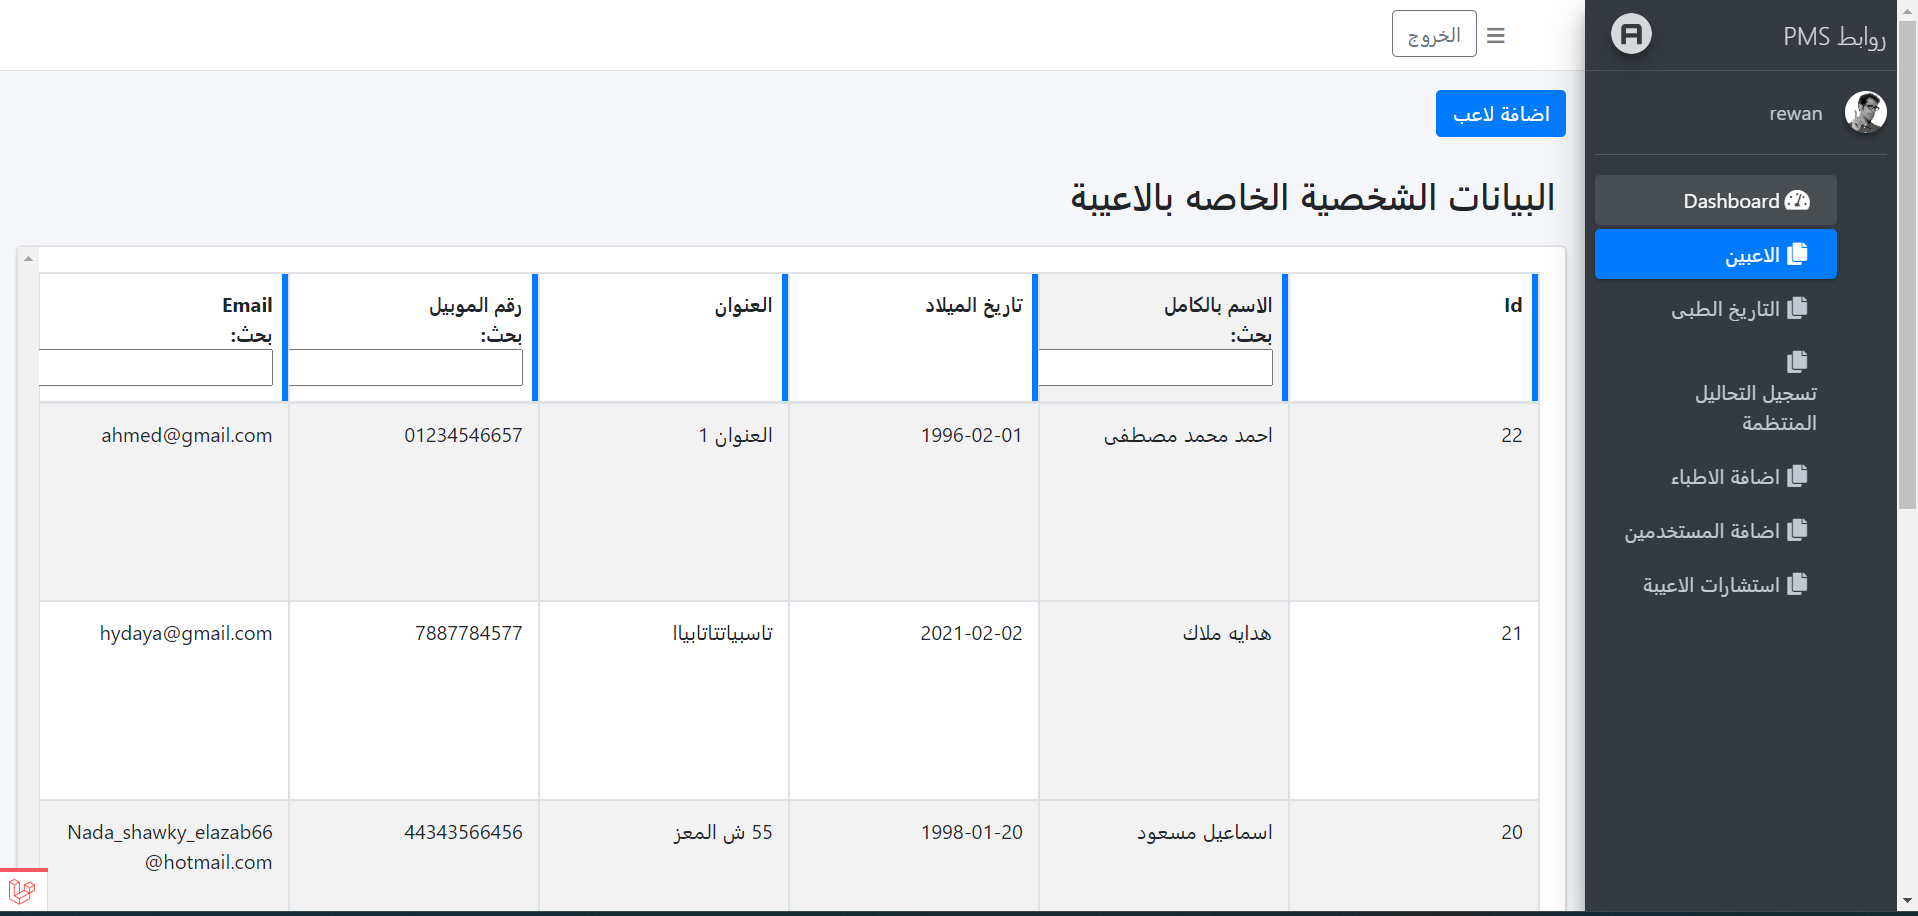 روابط PMS
rewan
Dashboard
الاعبين
التاريخ الطبى
تسجيل التحاليل
المنتظمة
اضافة الاطباء
اضافة المستخدمين
استشارات الاعيبة
الخروج
اضافة لاعب
البيانات الشخصية الخاصه بالاعيبة
Id
الاسم بالكامل
بحث:
تاريخ الميلاد
العنوان
رقم الموبيل
بحث:
Email
بحث:
22
احمد محمد مصطفى
1996-02-01
العنوان 1
01234546657
ahmed@gmail.com
21
هدايه ملاك
2021-02-02
تاسبياتتاتابياا
7887784577
hydaya@gmail.com
20
اسماعيل مسعود
1998-01-20
55 ش المعز
44343566456
Nada_shawky_elazab66
@hotmail.com